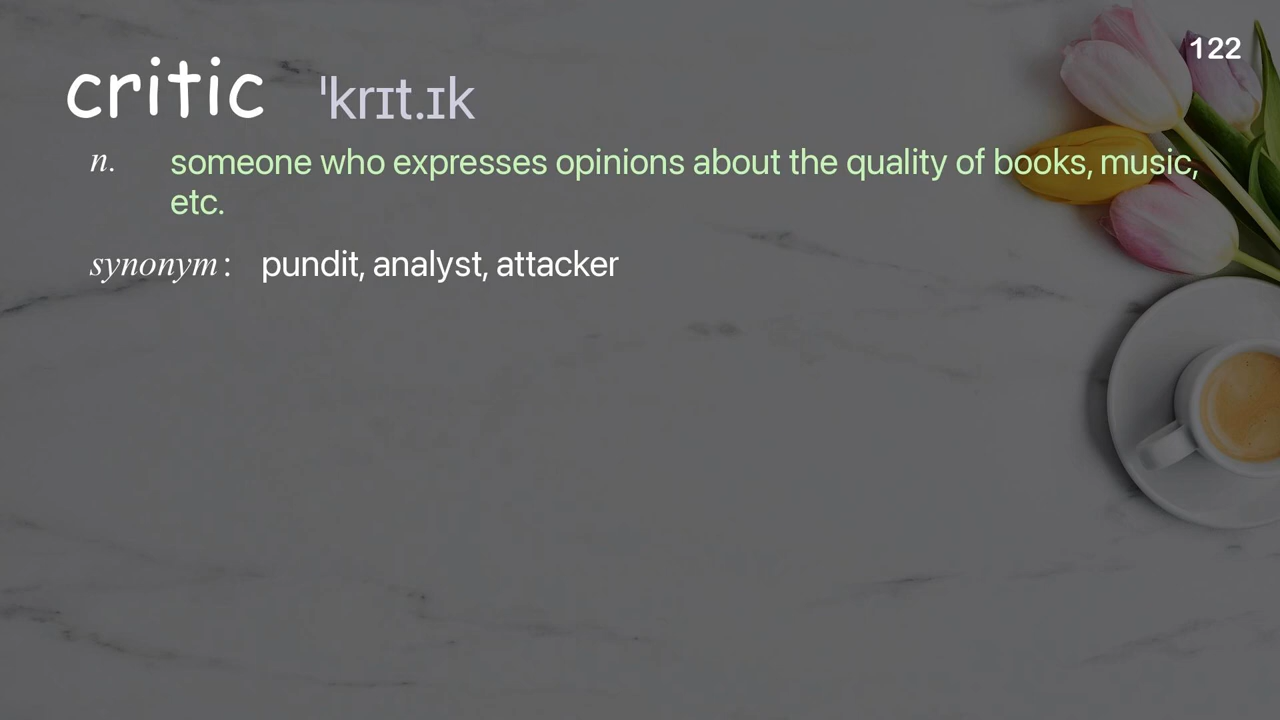 122
critic ˈkrɪt.ɪk
n. someone who expresses opinions about the quality of books, music,
etc.
synonym: pundit, analyst, attacker